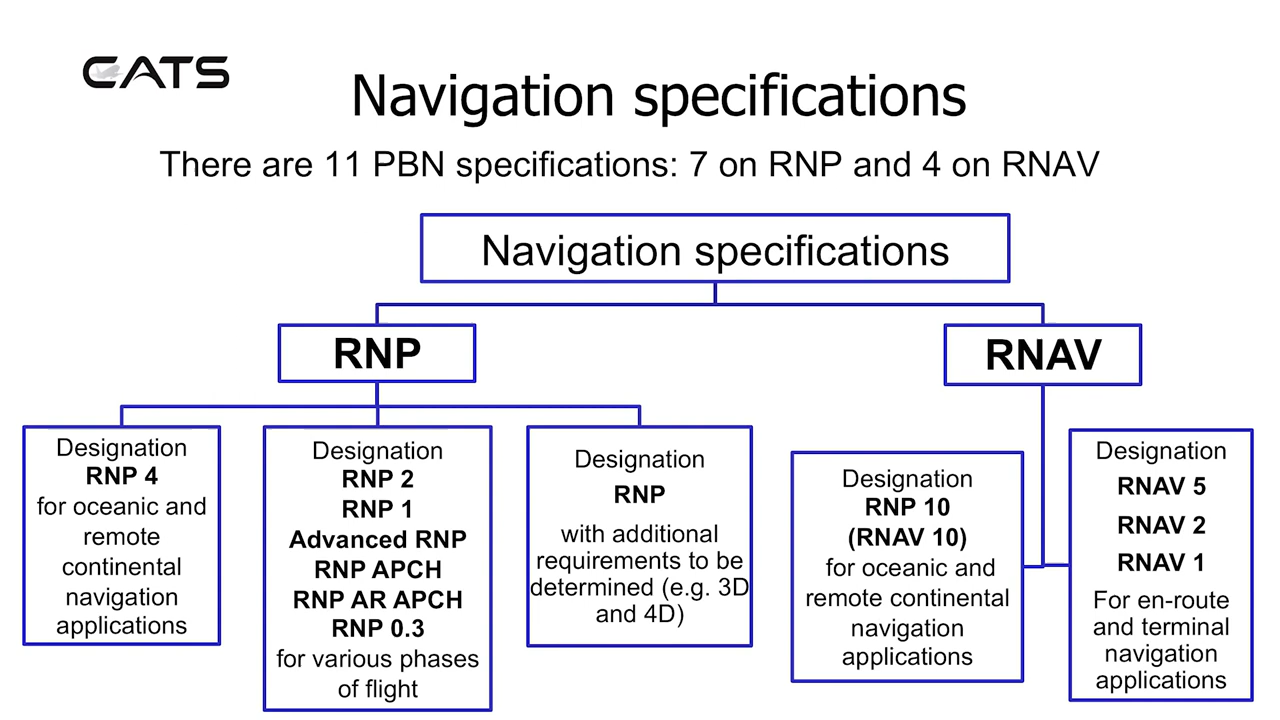 CATS
Navigation specifications
There are 11 PBN specifications: 7 on RNP and 4 on RNAV
Navigation specifications
RNP
RNAV
Designation
RNP 4
for oceanic and
remote
continental
navigation
applications
Designation
RNP 2
RNP 1
Advanced RNP
RNP APCH
RNP AR APCH
RNP 0.3
for various phases
of flight
Designation
RNP
with additional
requirements to be
determined (e.g. 3D
and 4D)
Designation
RNP 10
(RNAV 10)
for oceanic and
remote continental
navigation
applications
Designation
RNAV 5
RNAV 2
RNAV 1
For en-route
and terminal
navigation
applications